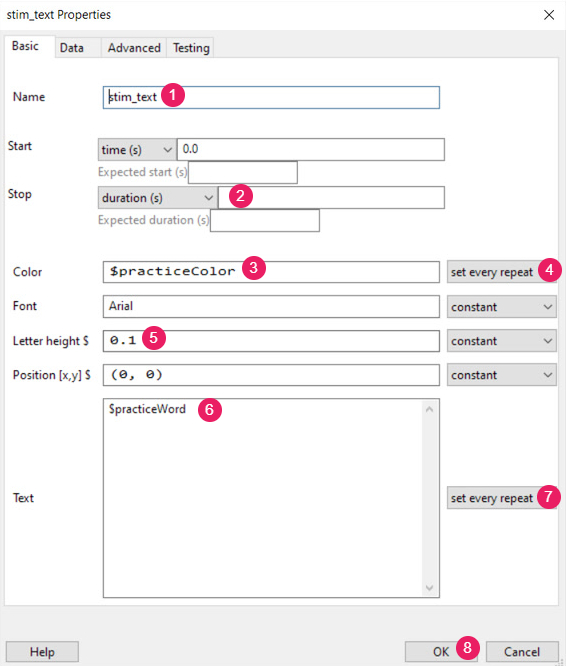 stim_text Properties
Basic Data Advanced Testing
Name stim_text 1
Start time (s) 0.0
Expected start (s)
Stop duration (s) 2
Expected duration (s)
Color $practiceColor 3 set every repeat 4
Font Arial constant
Letter height $ 0.1 5 constant
Position [x,y] $ (0, 0) constant
$practiceWord 6
Text set every repeat 7
Help OK 8 Cancel